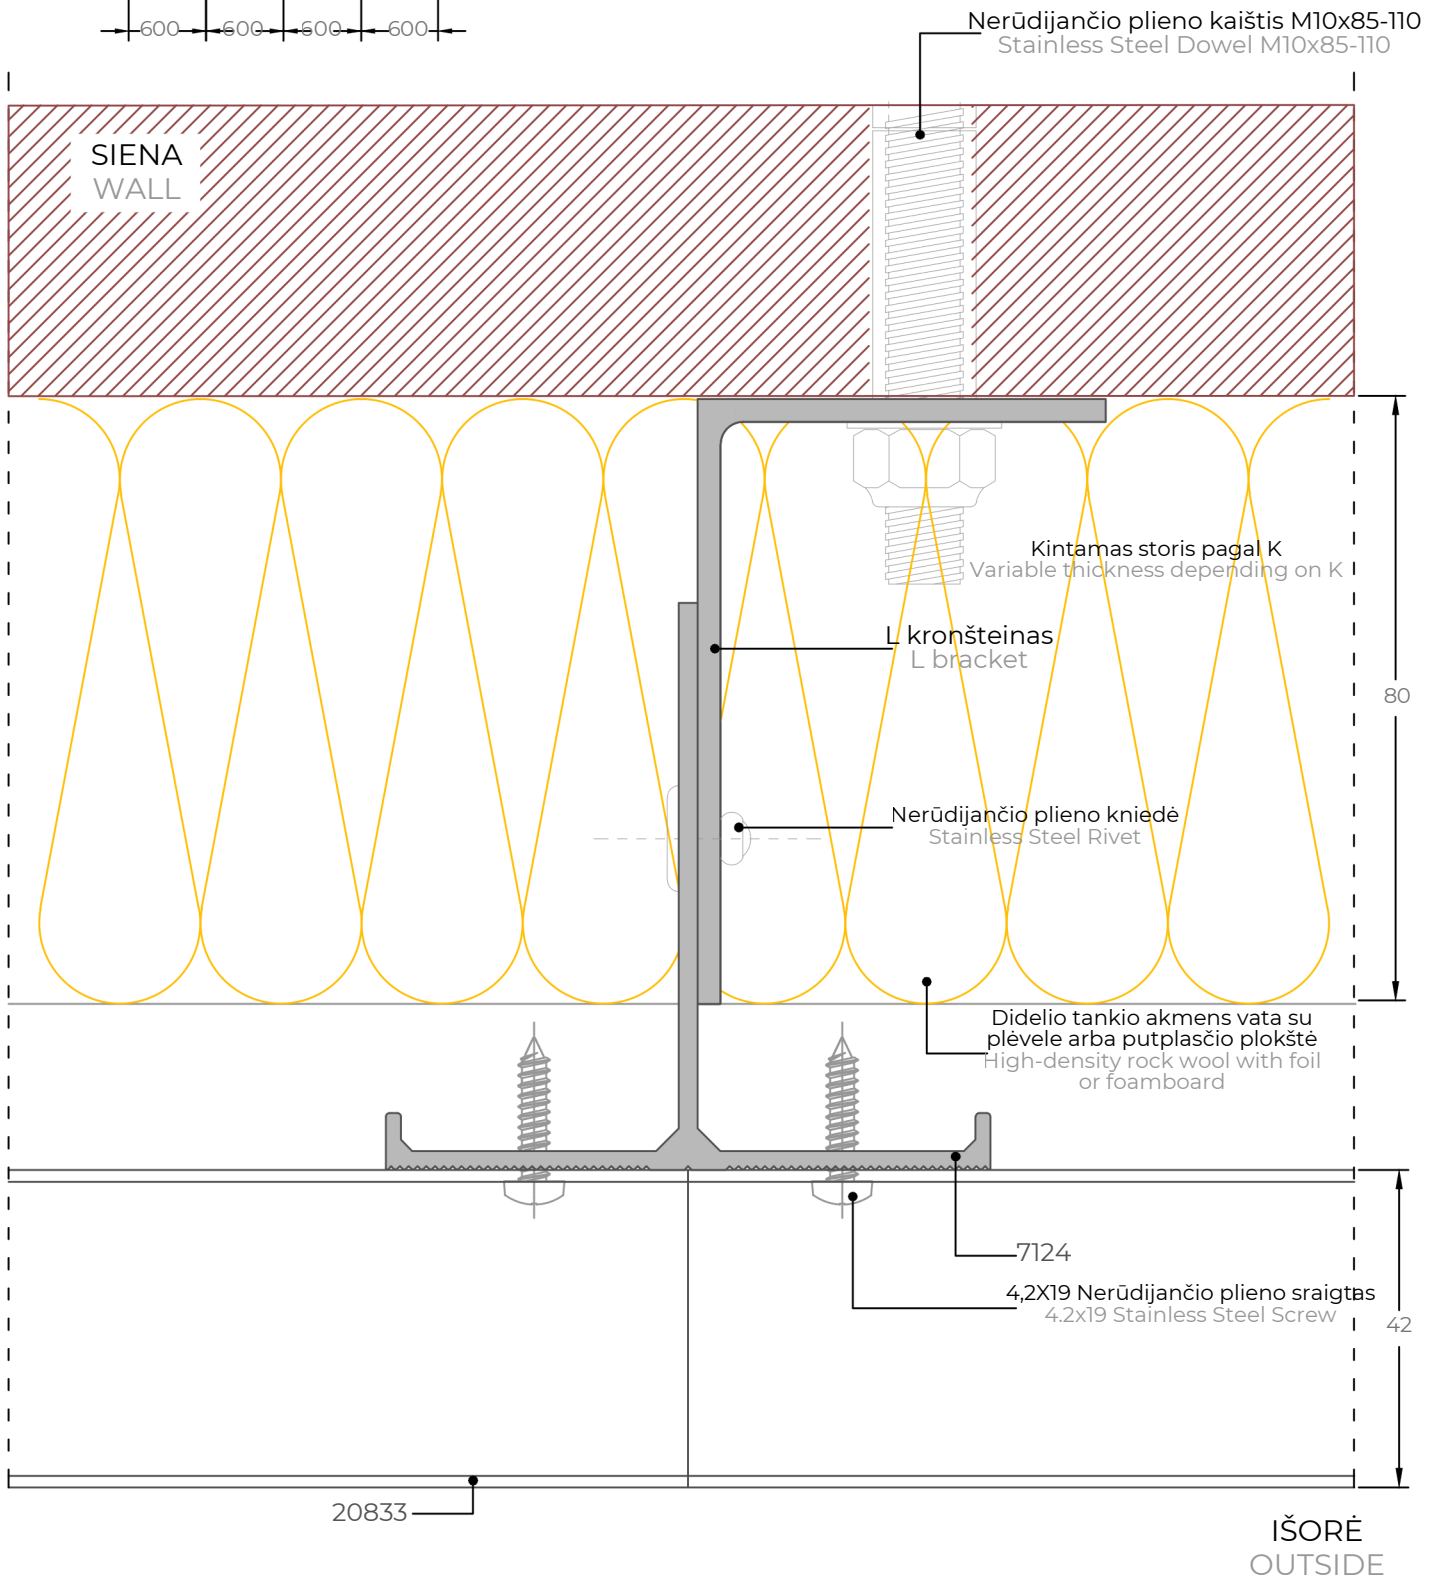 600 600 600 600
Nerūdijančio plieno kaištis M10x85-110
Stainless Steel Dowel M10x85-110
SIENA
WALL
Kintamas storis pagal K
Variable thickness depending on K
L kronšteinas
L bracket
80
Nerūdijančio plieno kniedė
Stainless Steel Rivet
Didelio tankio akmens vata su
plėvele arba putplasčio plokštė
High-density rock wool with foil
or foamboard
7124
4,2X19 Nerūdijančio plieno sraigtas
4.2x19 Stainless Steel Screw
42
20833
IŠORĖ
OUTSIDE